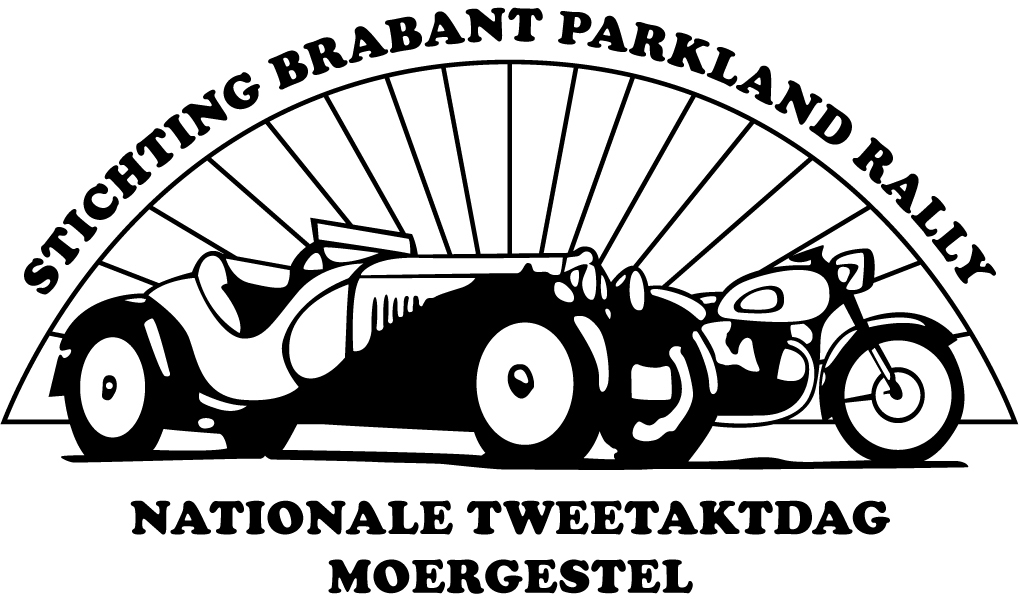 STICHTING BRABANT PARKLAND RALLY
NATIONALE TWEETAKTDAG
MOERGESTEL